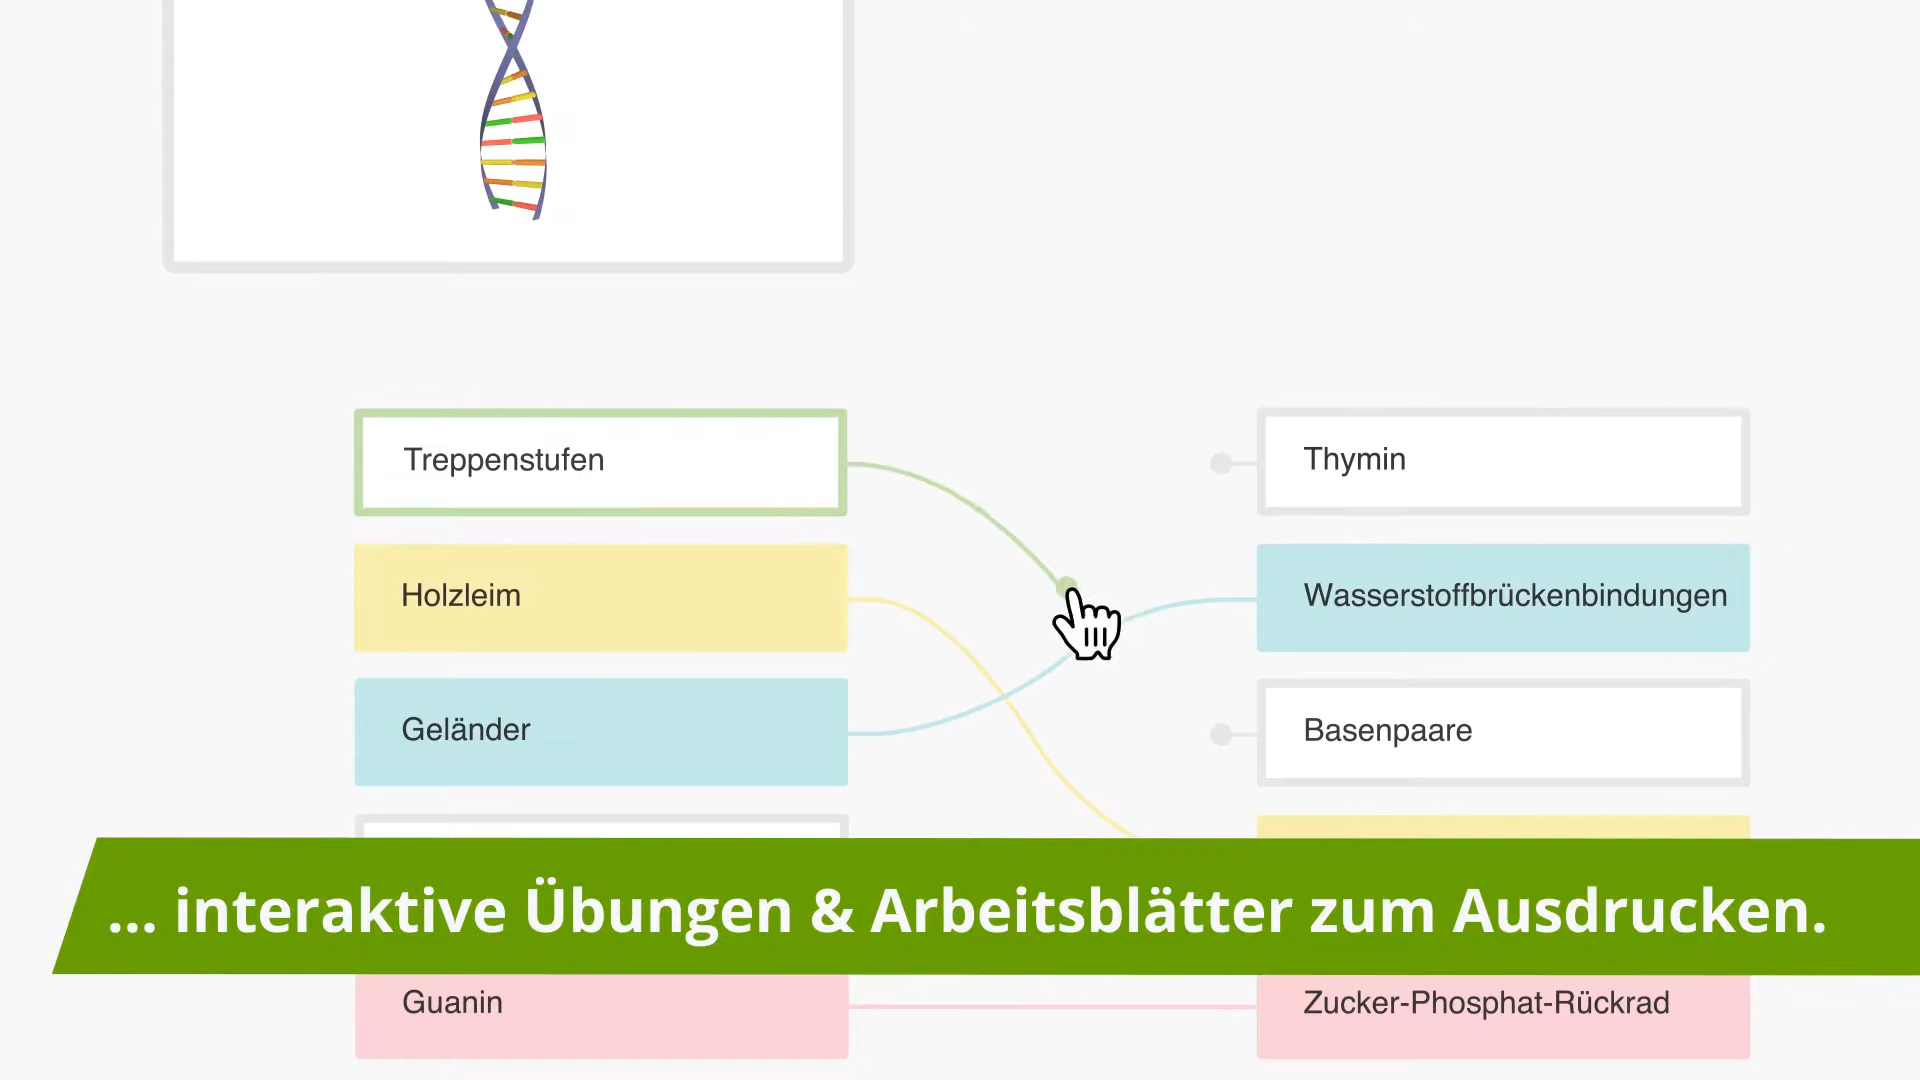 Treppenstufen
Thymin
Holzleim
Wasserstoffbrückenbindungen
Geländer
Basenpaare
... interaktive Übungen & Arbeitsblätter zum Ausdrucken.
Guanin
Zucker-Phosphat-Rückrad